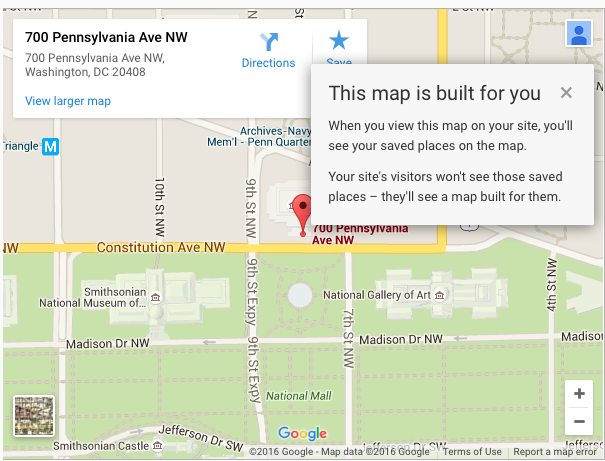 700 Pennsylvania Ave NW
700 Pennsylvania Ave NW,
Washington, DC 20408
Directions
Save
View larger map
This map is built for you
When you view this map on your site, you'll
see your saved places on the map.
Your site's visitors won't see those saved
places – they'll see a map built for them.
Archives-Navy
Mem'l - Penn Quarter
Triangle M
10th St NW
9th St NW
700 Pennsylvania
Ave NW
NW
Constitution Ave NW
Smithsonian
National Museum of...
9th St Expy
9th St Expy
National Gallery of Art
7th St NW
4th St NW
Madison Dr NW
Madison Dr NW
Madiso
National Mall
Smithsonian Castle
Jefferson Dr SW
Jefferson Dr SW
Google
©2016 Google - Map data ©2016 Google
Terms of Use
Report a map error
+
−